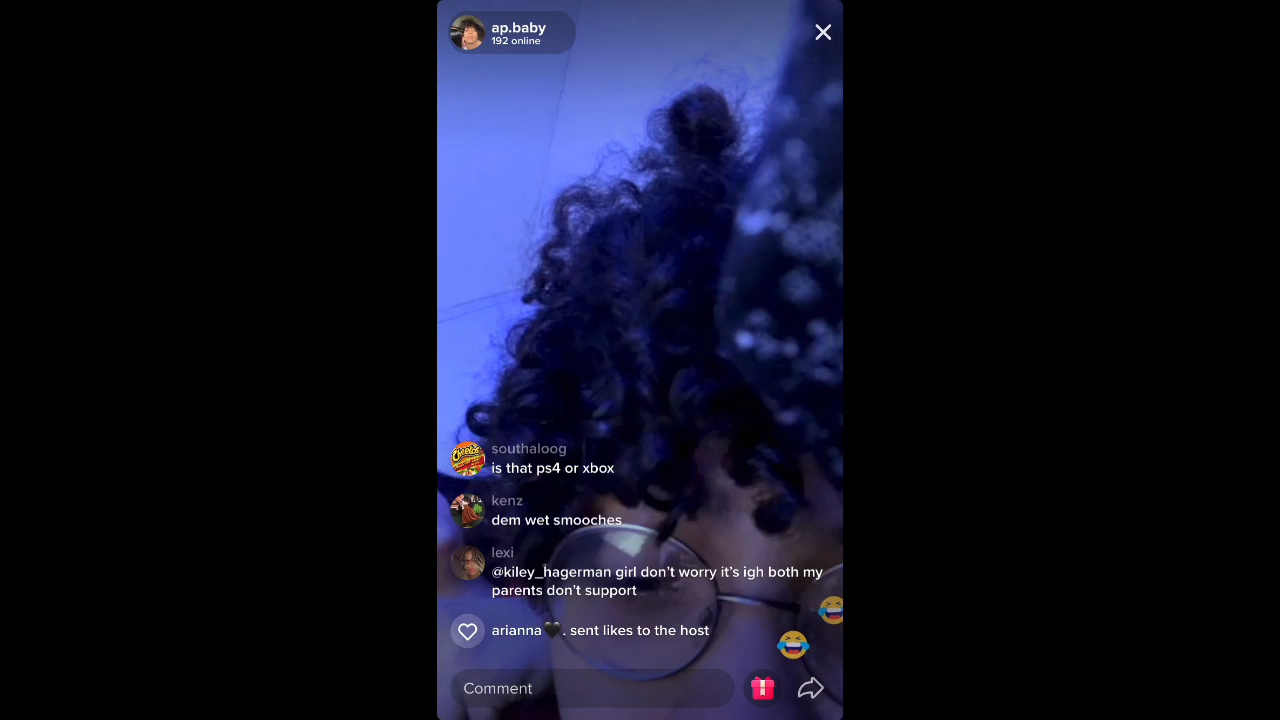 ap.baby
192 online
southaloog
is that ps4 or xbox
kenz
dem wet smooches
lexi
@kiley_hagerman girl don’t worry it’s igh both my
parents don’t support
arianna🖤. sent likes to the host
Comment